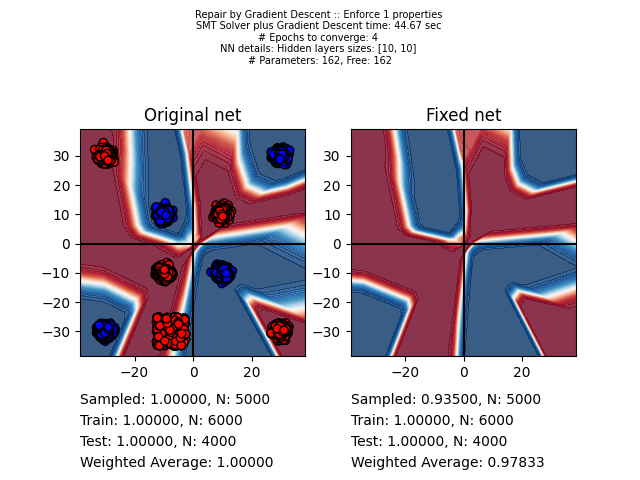 Repair by Gradient Descent :: Enforce 1 properties
SMT Solver plus Gradient Descent time: 44.67 sec
# Epochs to converge: 4
NN details: Hidden layers sizes: [10, 10]
# Parameters: 162, Free: 162
Original net
Fixed net
30
20
10
0
−10
−20
−30
−20
0
20
30
20
10
0
−10
−20
−30
−20
0
20
Sampled: 1.00000, N: 5000
Train: 1.00000, N: 6000
Test: 1.00000, N: 4000
Weighted Average: 1.00000
Sampled: 0.93500, N: 5000
Train: 1.00000, N: 6000
Test: 1.00000, N: 4000
Weighted Average: 0.97833